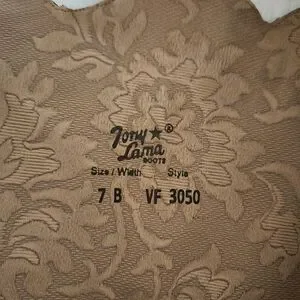 Tony ★ ®
Lama
BOOTS
Size / Width Style
7 B VF 3050